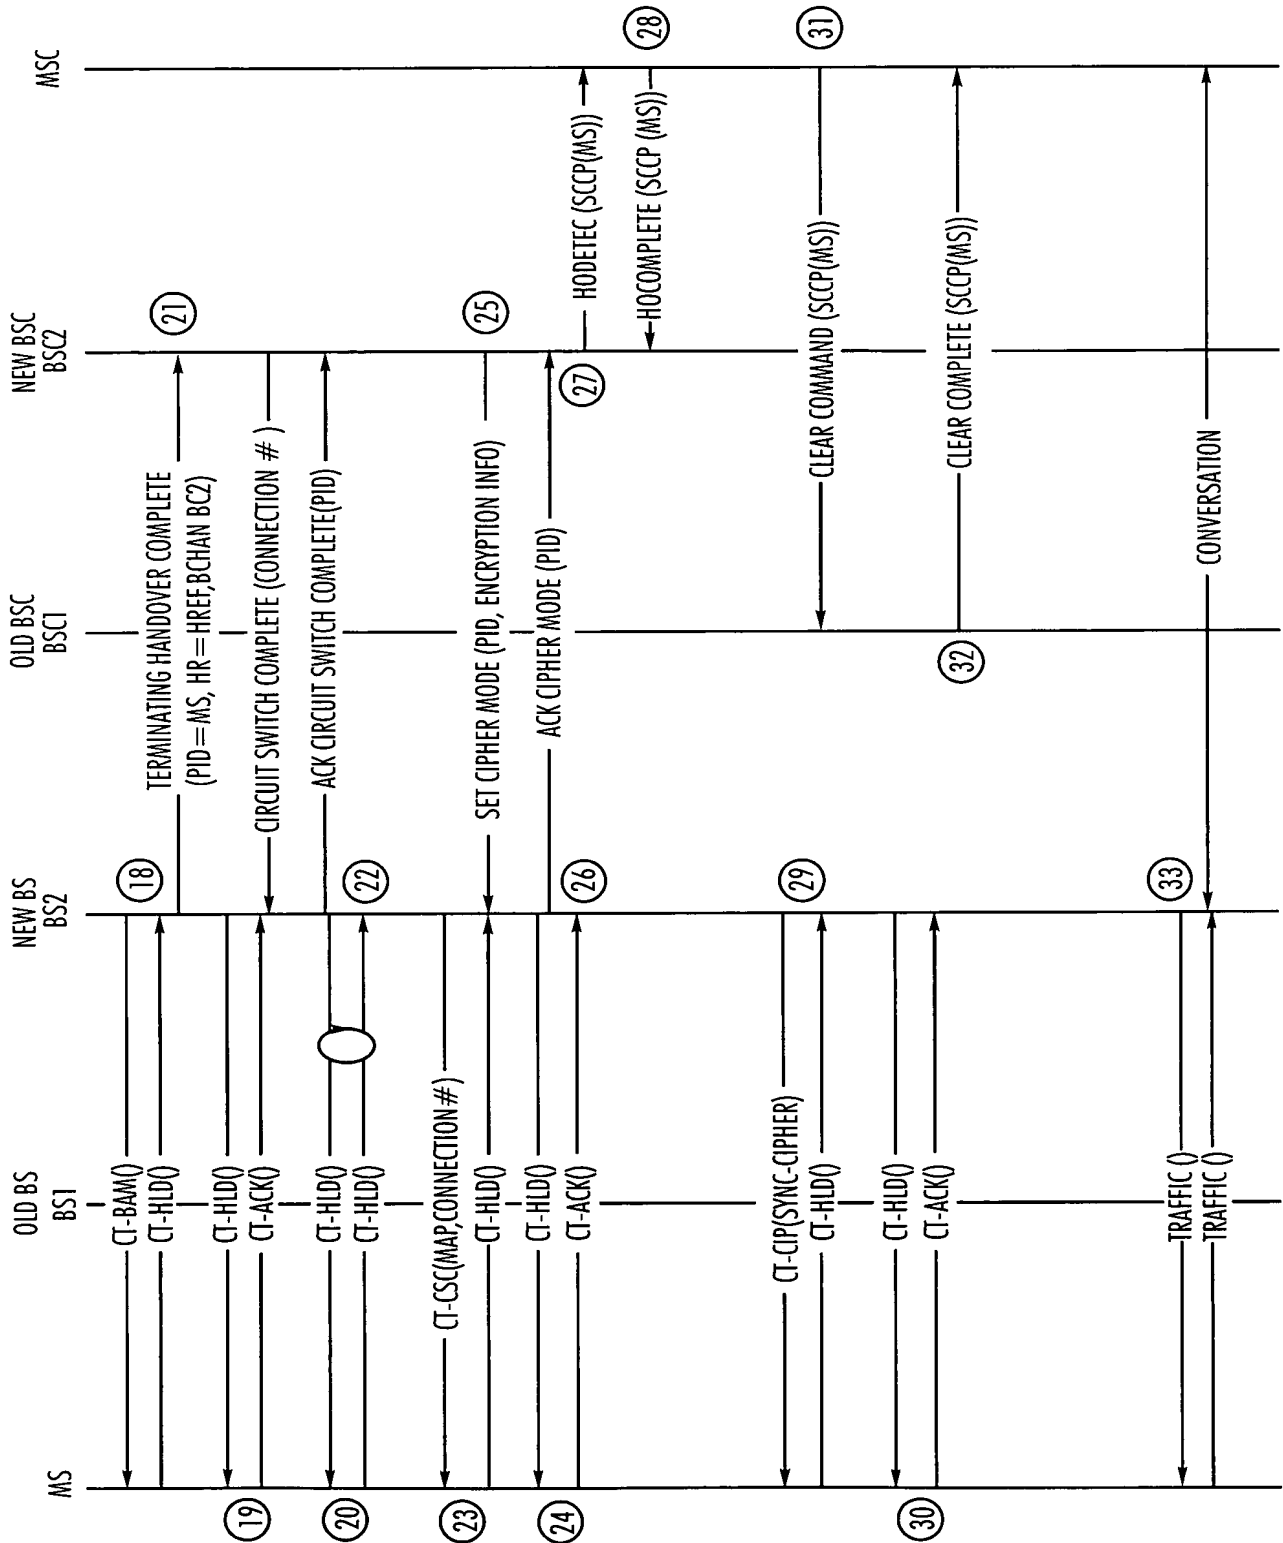 MS
OLD BS
BS1
NEW BS
BS2
OLD BSC
BSC1
NEW BSC
BSC2
MSC
CT-BAM()
18
CT-HLD()
TERMINATING HANDOVER COMPLETE
(PID=MS, HR=HREF,BCHAN BC2)
21
19
CT-HLD()
CT-ACK()
CIRCUIT SWITCH COMPLETE (CONNECTION # )
20
CT-HLD()
CT-HLD()
22
ACK CIRCUIT SWITCH COMPLETE(PID)
23
CT-CSC(MAP,CONNECTION#)
CT-HLD()
SET CIPHER MODE (PID, ENCRYPTION INFO)
25
24
CT-HLD()
CT-ACK()
26
ACK CIPHER MODE (PID)
27
HODETEC (SCCP(MS))
HOCOMPLETE (SCCP (MS))
28
CT-CIP(SYNC-CIPHER)
CT-HLD()
29
CLEAR COMMAND (SCCP(MS))
31
30
CT-HLD()
CT-ACK()
32
CLEAR COMPLETE (SCCP(MS))
33
TRAFFIC ()
TRAFFIC ()
CONVERSATION